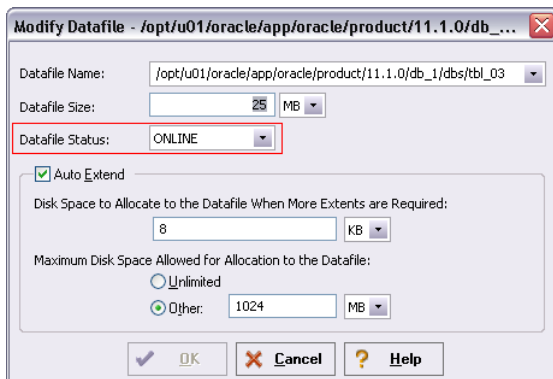 Modify Datafile - /opt/u01/oracle/app/oracle/product/11.1.0/db_...
Datafile Name: /opt/u01/oracle/app/oracle/product/11.1.0/db_1/dbs/tbl_03
Datafile Size: 25 MB
Datafile Status: ONLINE
Auto Extend
Disk Space to Allocate to the Datafile When More Extents are Required:
8 KB
Maximum Disk Space Allowed for Allocation to the Datafile:
Unlimited
Other: 1024 MB
OK Cancel ? Help